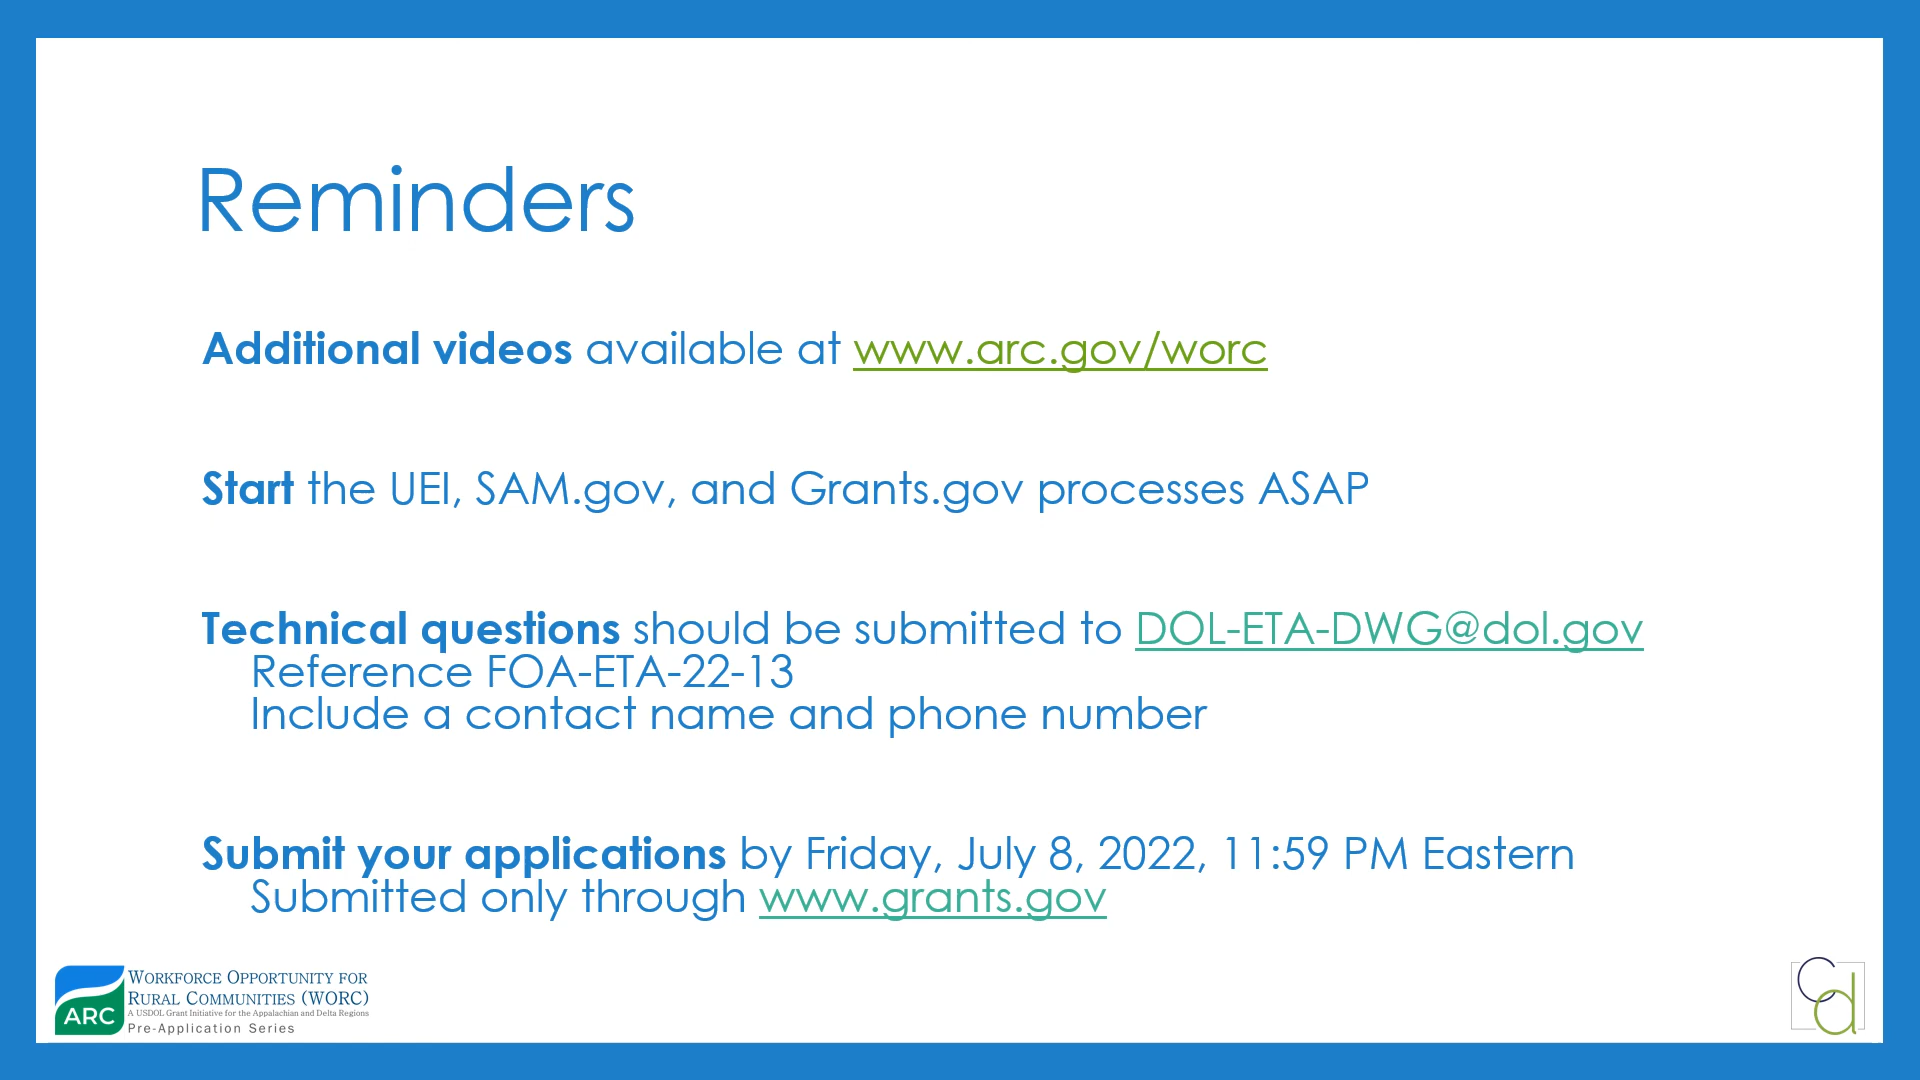 Reminders
Additional videos available at www.arc.gov/worc
Start the UEI, SAM.gov, and Grants.gov processes ASAP
Technical questions should be submitted to DOL-ETA-DWG@dol.gov
Reference FOA-ETA-22-13
Include a contact name and phone number
Submit your applications by Friday, July 8, 2022, 11:59 PM Eastern
Submitted only through www.grants.gov
ARC
Workforce Opportunity for
Rural Communities (WORC)
A USDOL Grant Initiative for the Appalachian and Delta Regions
Pre-Application Series
cd